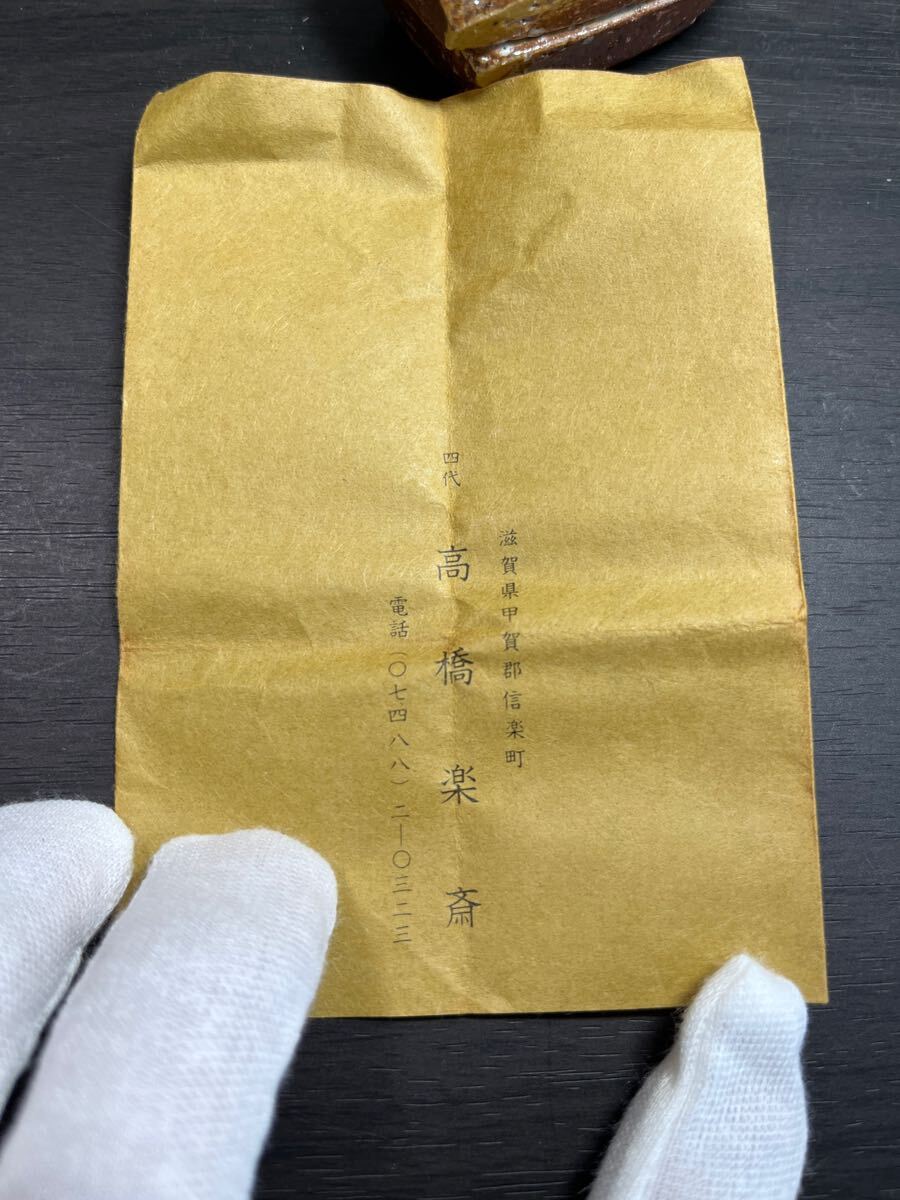 滋賀県甲賀郡信楽町
四代 高橋楽斎
電話(〇七四八八)二―〇三二三